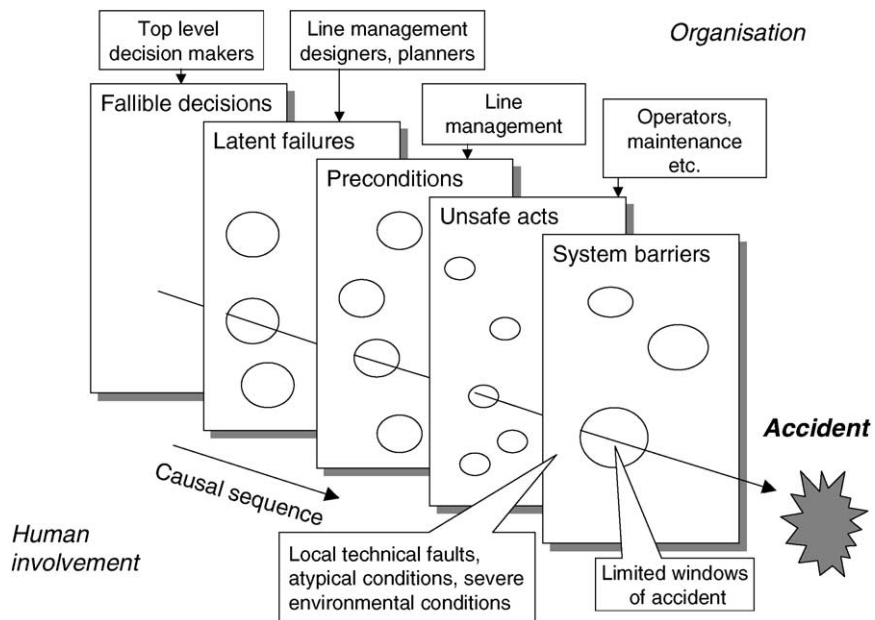 Top level
decision makers
Line management
designers, planners
Organisation
Fallible decisions
Line
management
Operators,
maintenance
etc.
Latent failures
Preconditions
Unsafe acts
System barriers
Accident
Causal sequence
Human
involvement
Local technical faults,
atypical conditions, severe
environmental conditions
Limited windows
of accident